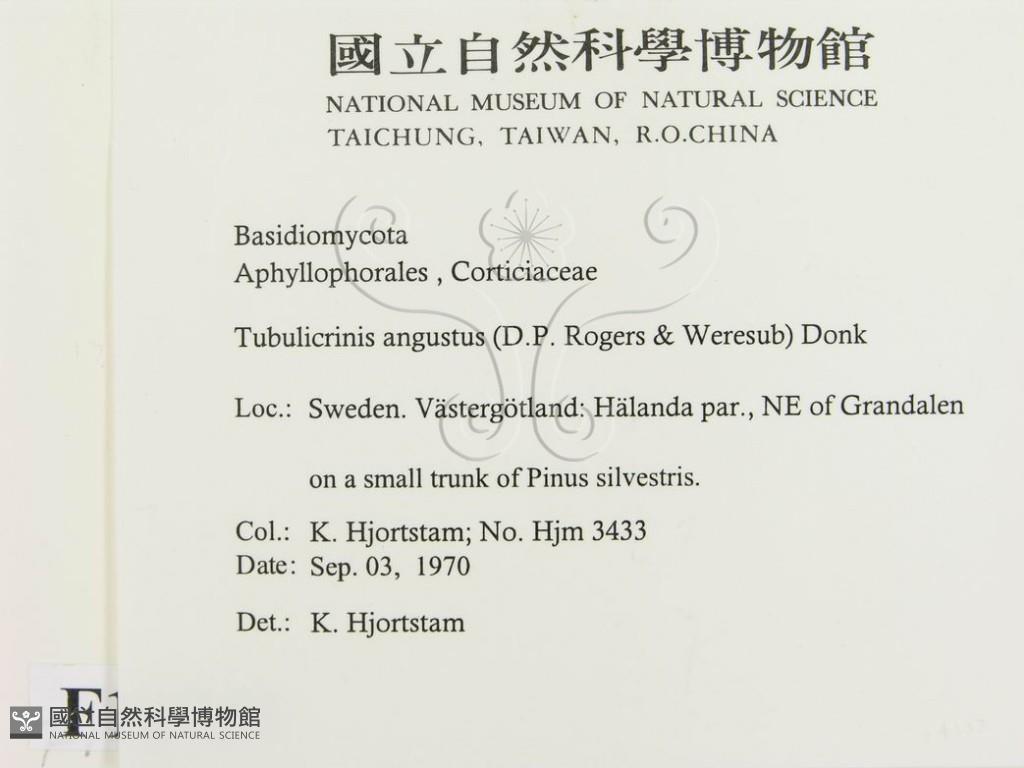 國立自然科學博物館
NATIONAL MUSEUM OF NATURAL SCIENCE
TAICHUNG, TAIWAN, R.O.CHINA
Basidiomycota
Aphyllophorales , Corticiaceae
Tubulicrinis angustus (D.P. Rogers & Weresub) Donk
Loc.: Sweden. Västergötland: Hälanda par., NE of Grandalen
on a small trunk of Pinus silvestris.
Col.: K. Hjortstam; No. Hjm 3433
Date: Sep. 03, 1970
Det.: K. Hjortstam
國立自然科學博物館
NATIONAL MUSEUM OF NATURAL SCIENCE